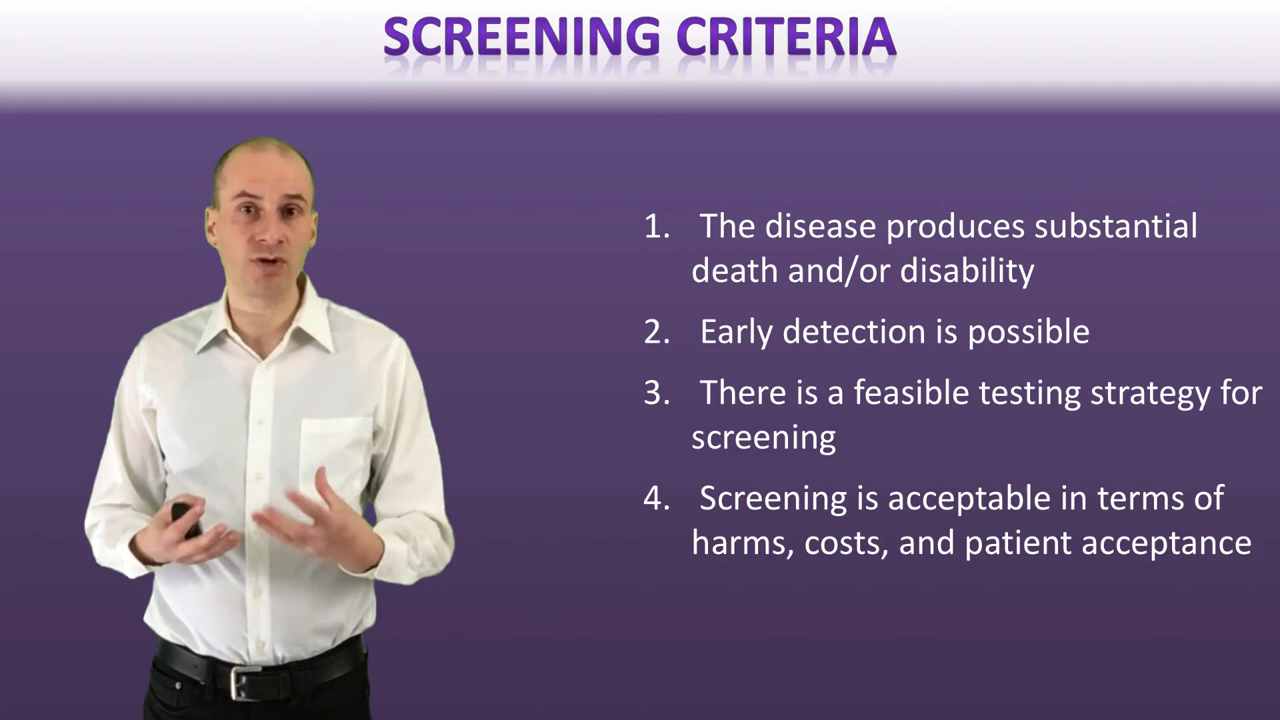 SCREENING CRITERIA
1. The disease produces substantial
death and/or disability
2. Early detection is possible
3. There is a feasible testing strategy for
screening
4. Screening is acceptable in terms of
harms, costs, and patient acceptance